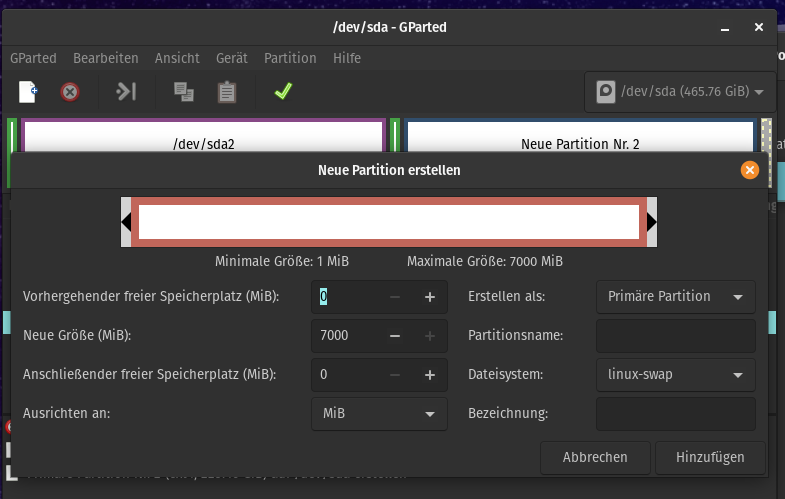 /dev/sda - GParted
GParted Bearbeiten Ansicht Gerät Partition Hilfe
/dev/sda (465.76 GiB)
/dev/sda2 Neue Partition Nr. 2
Neue Partition erstellen
Minimale Größe: 1 MiB Maximale Größe: 7000 MiB
Vorhergehender freier Speicherplatz (MiB): 0 Erstellen als: Primäre Partition
Neue Größe (MiB): 7000 Partitionsname:
Anschließender freier Speicherplatz (MiB): 0 Dateisystem: linux-swap
Ausrichten an: MiB Bezeichnung:
Abbrechen Hinzufügen